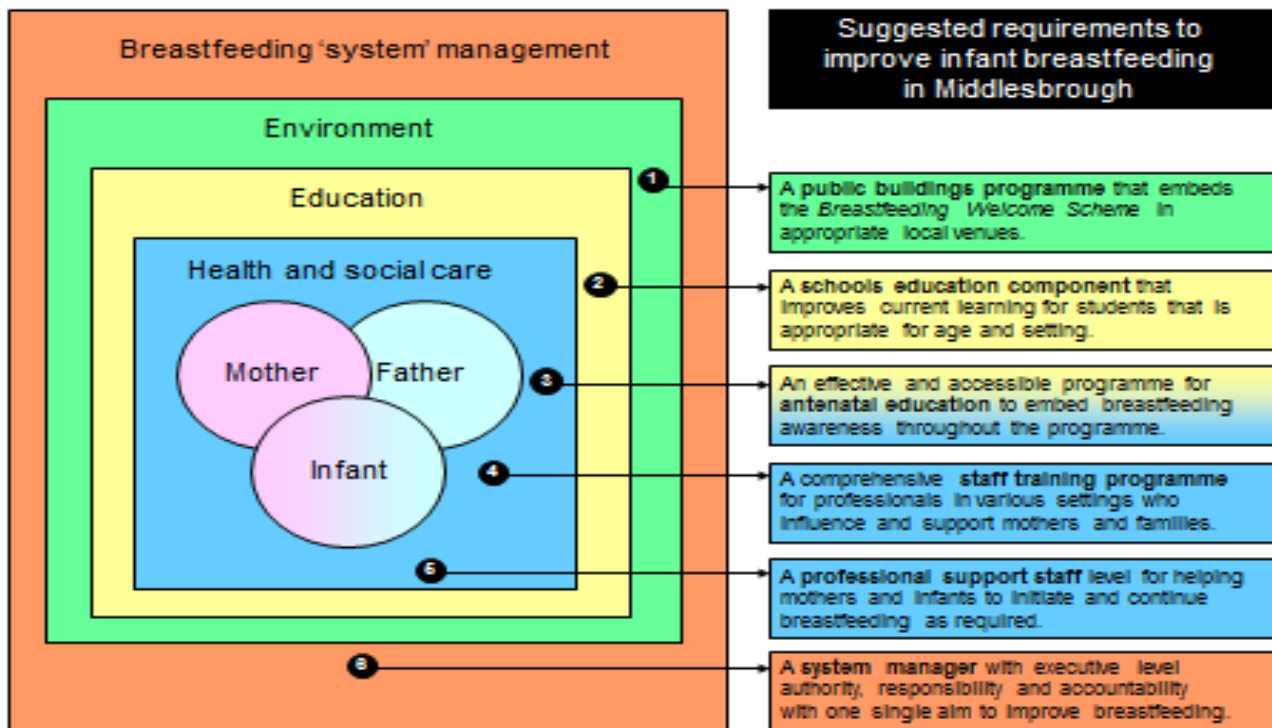 Breastfeeding ‘system’ management
Environment
Education
Health and social care
Mother
Father
Infant
1
2
3
4
5
6
Suggested requirements to
improve infant breastfeeding
in Middlesbrough
A public buildings programme that embeds
the Breastfeeding Welcome Scheme in
appropriate local venues.
A schools education component that
improves current learning for students that is
appropriate for age and setting.
An effective and accessible programme for
antenatal education to embed breastfeeding
awareness throughout the programme.
A comprehensive staff training programme
for professionals in various settings who
influence and support mothers and families.
A professional support staff level for helping
mothers and infants to initiate and continue
breastfeeding as required.
A system manager with executive level
authority, responsibility and accountability
with one single aim to improve breastfeeding.